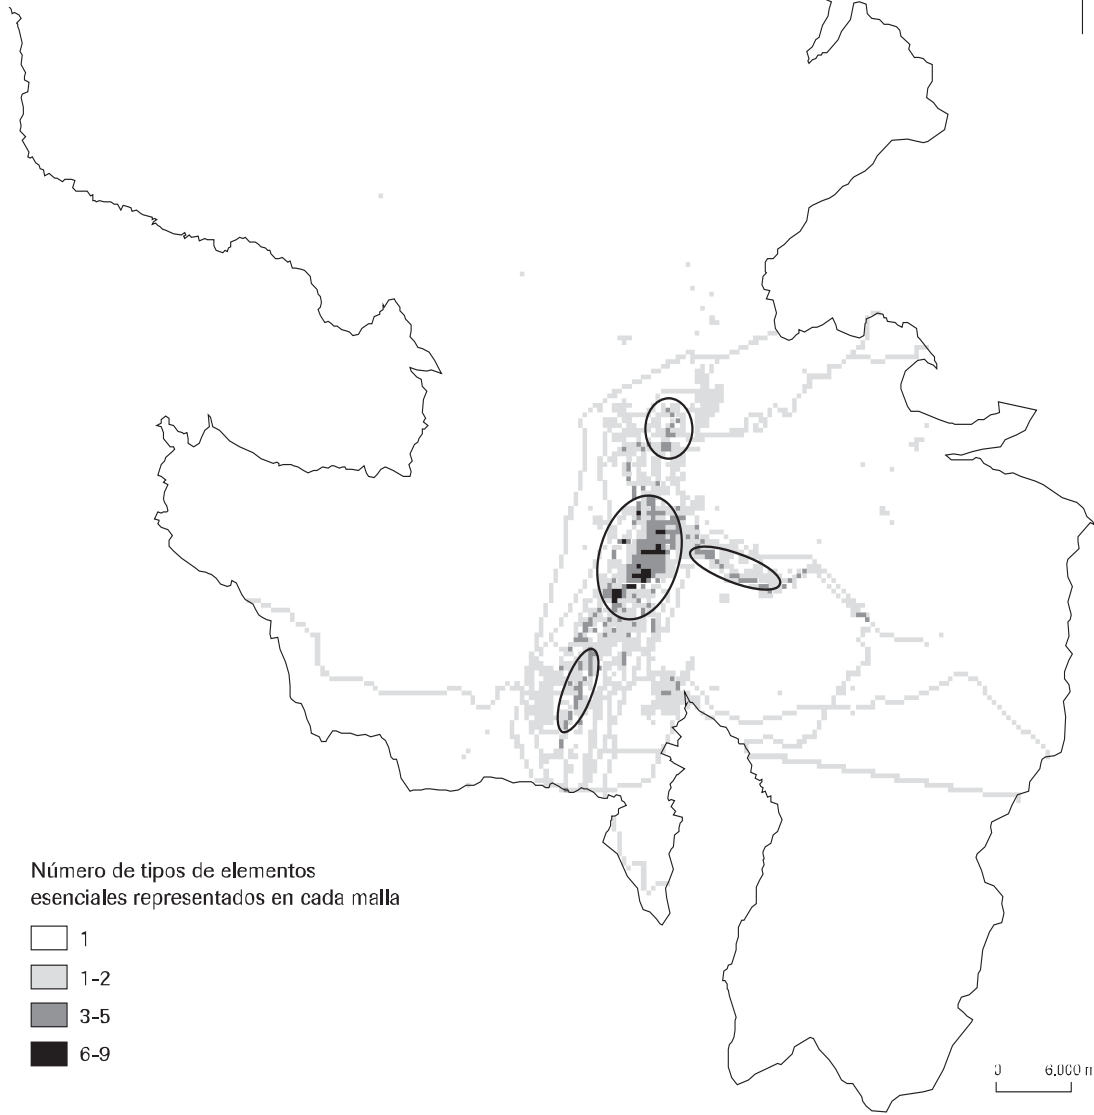 Número de tipos de elementos
esenciales representados en cada malla
1
1-2
3-5
6-9
0 6.000 m